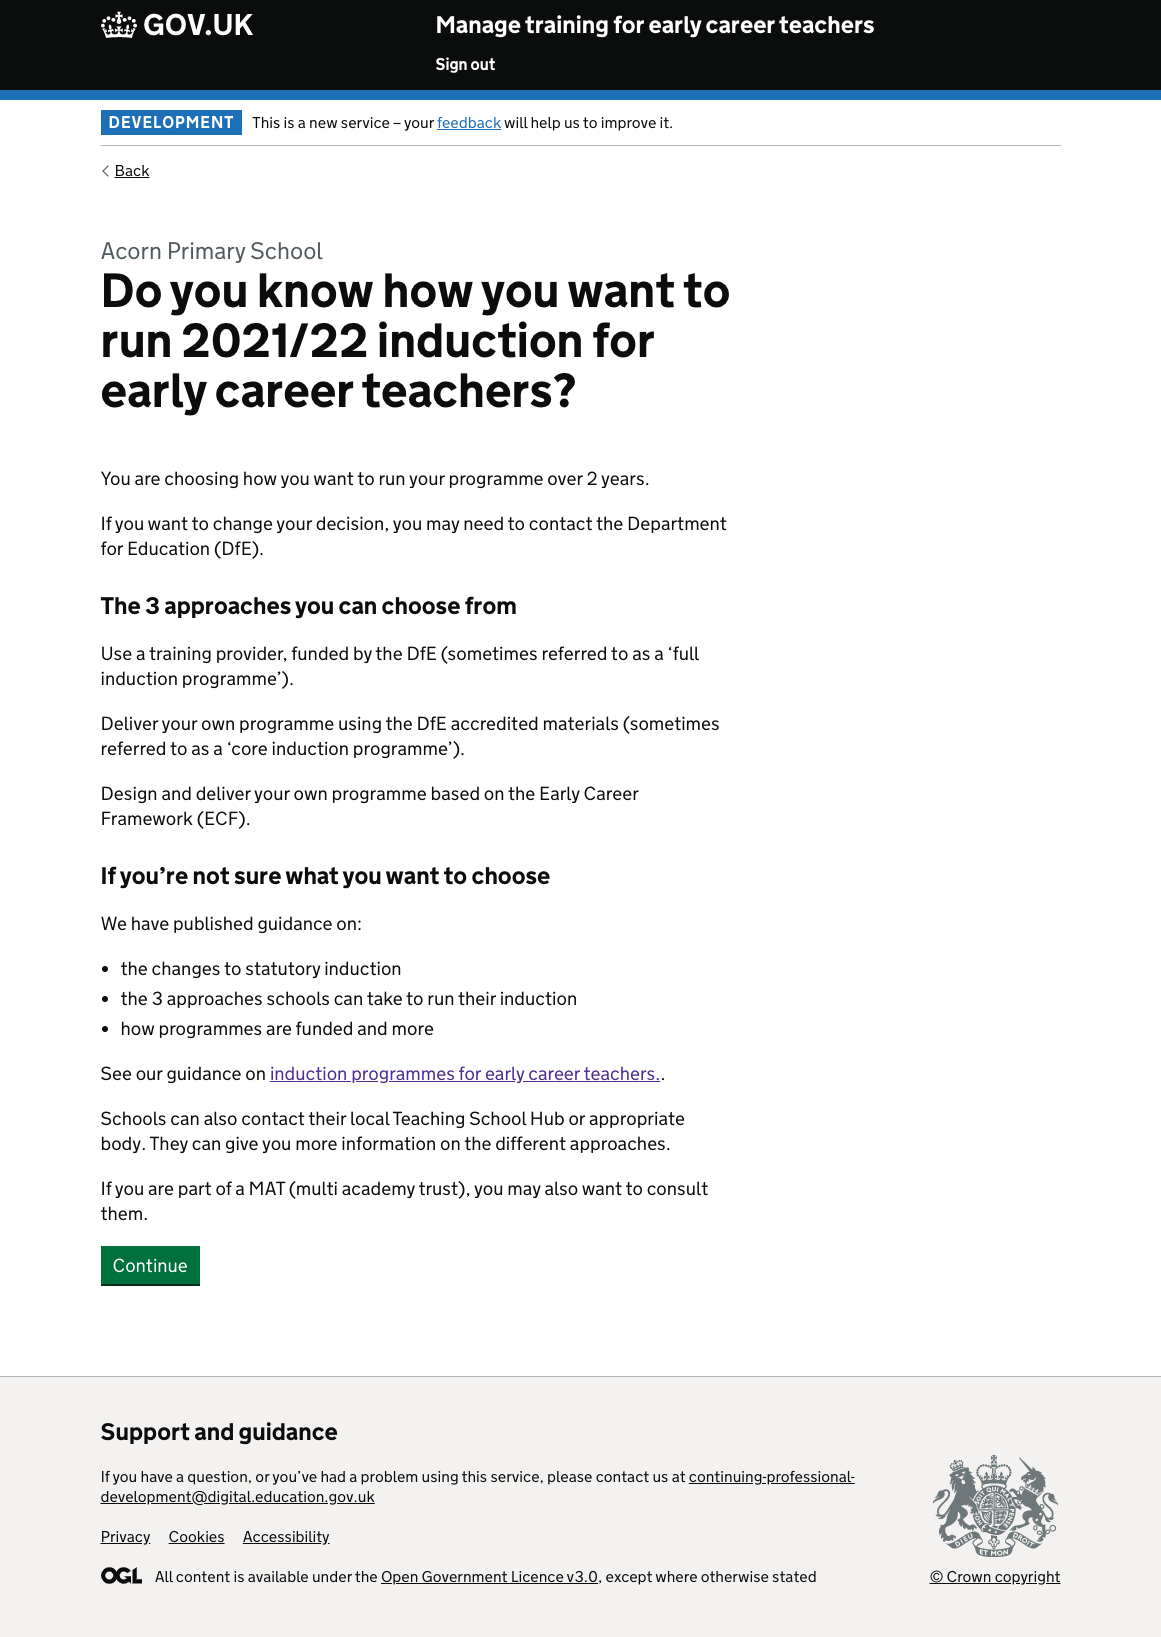 GOV.UK
Manage training for early career teachers
Sign out
DEVELOPMENT This is a new service – your feedback will help us to improve it.
Back
Acorn Primary School
Do you know how you want to
run 2021/22 induction for
early career teachers?
You are choosing how you want to run your programme over 2 years.
If you want to change your decision, you may need to contact the Department
for Education (DfE).
The 3 approaches you can choose from
Use a training provider, funded by the DfE (sometimes referred to as a ‘full
induction programme’).
Deliver your own programme using the DfE accredited materials (sometimes
referred to as a ‘core induction programme’).
Design and deliver your own programme based on the Early Career
Framework (ECF).
If you’re not sure what you want to choose
We have published guidance on:
• the changes to statutory induction
• the 3 approaches schools can take to run their induction
• how programmes are funded and more
See our guidance on induction programmes for early career teachers..
Schools can also contact their local Teaching School Hub or appropriate
body. They can give you more information on the different approaches.
If you are part of a MAT (multi academy trust), you may also want to consult
them.
Continue
Support and guidance
If you have a question, or you’ve had a problem using this service, please contact us at continuing-professional-
development@digital.education.gov.uk
Privacy Cookies Accessibility
OGL All content is available under the Open Government Licence v3.0, except where otherwise stated
DIEU ET MON DROIT
© Crown copyright